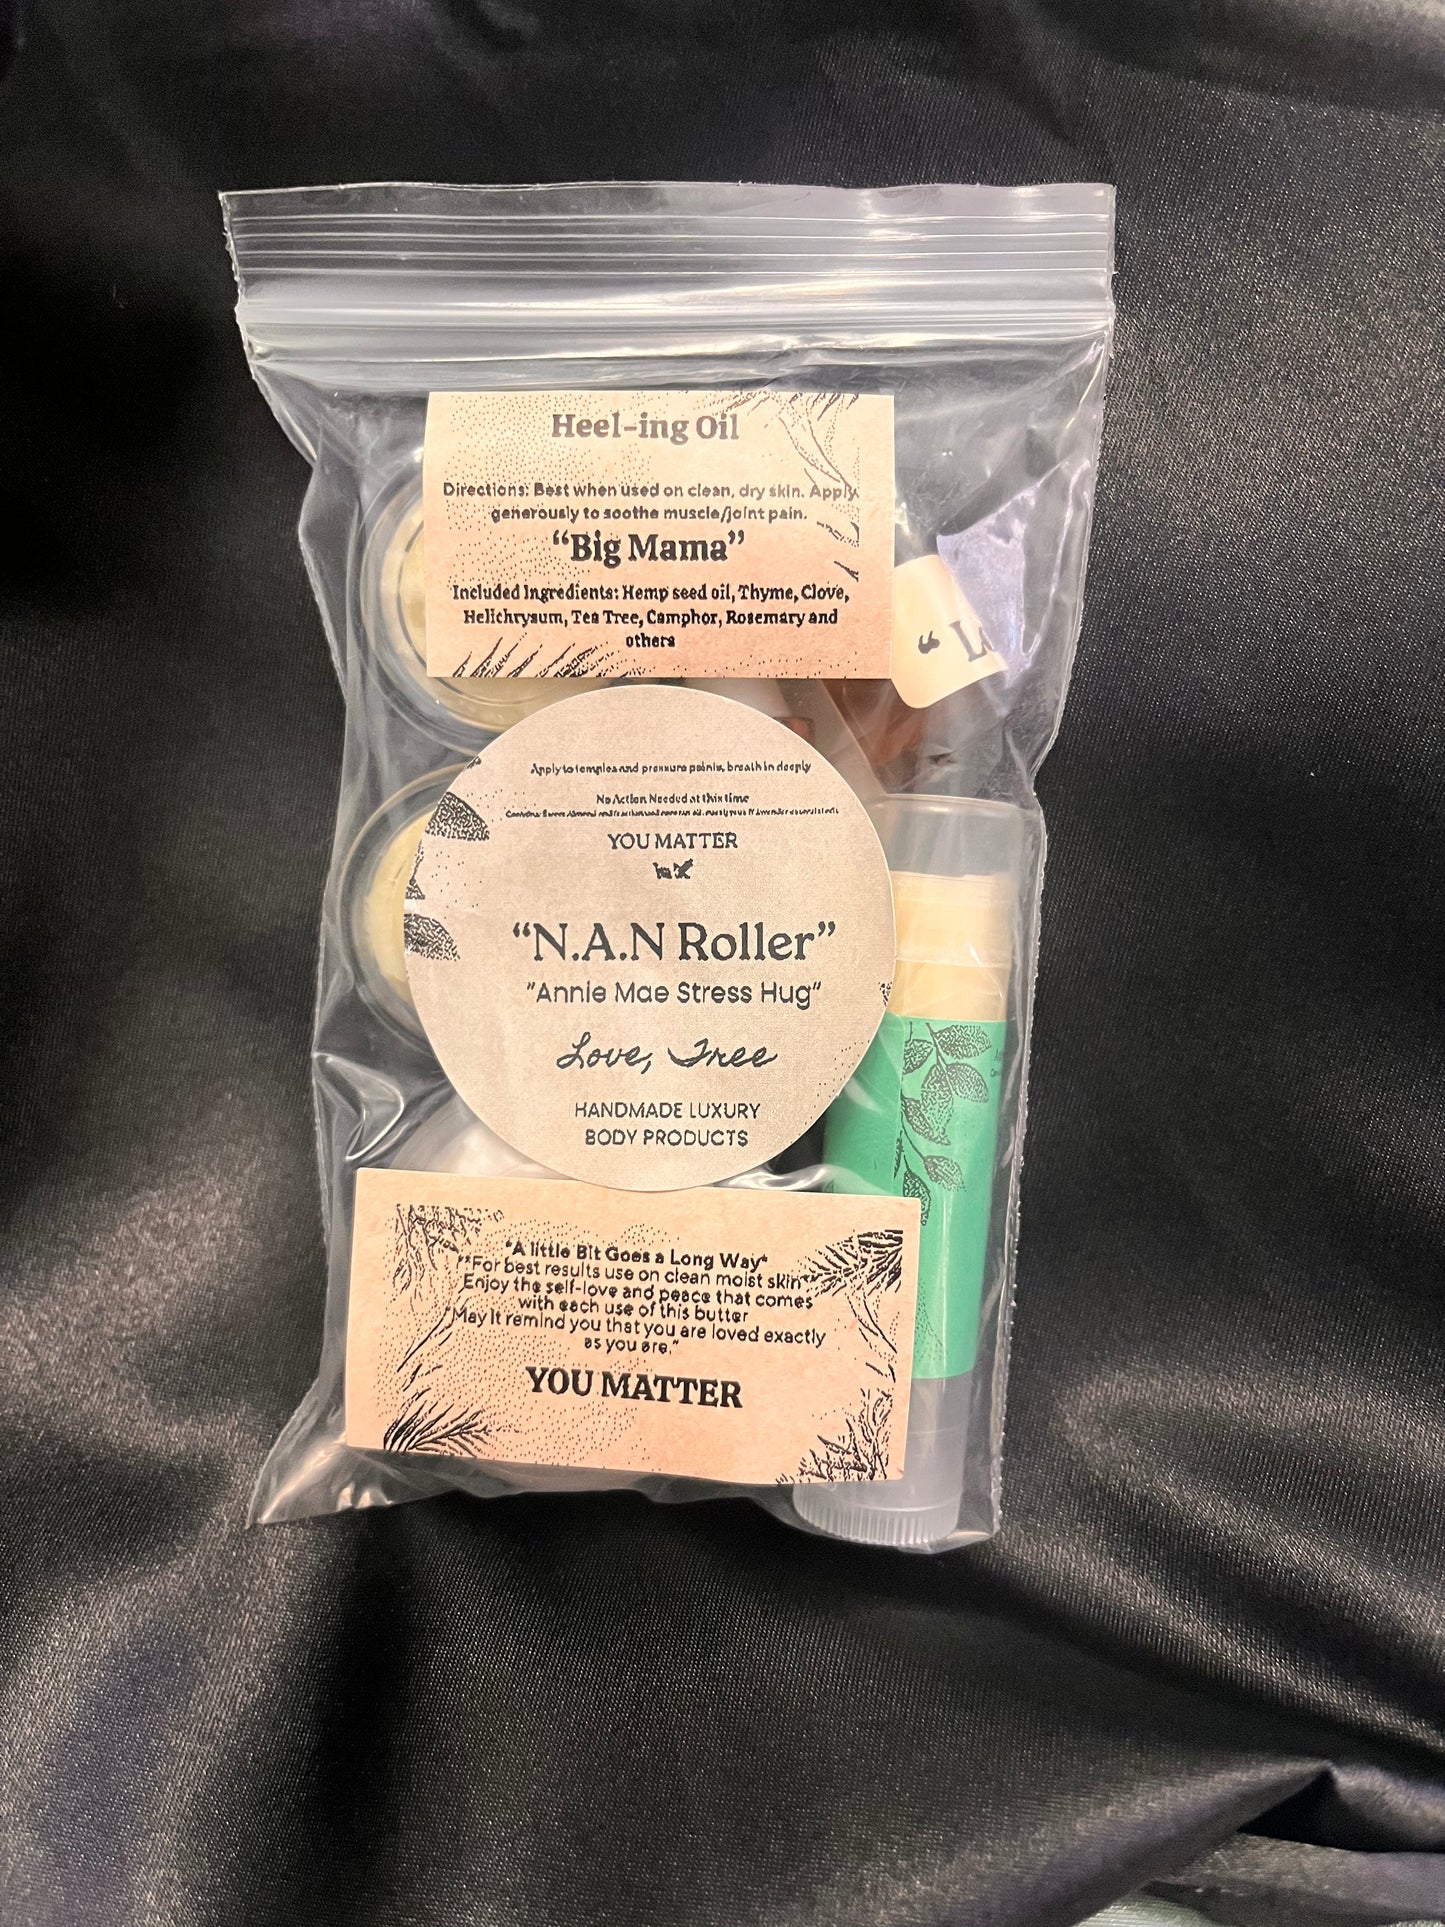 Heel-ing Oil
Directions: Best when used on clean, dry skin. Apply
generously to soothe muscle/joint pain.
“Big Mama”
Included Ingredients: Hemp seed oil, Thyme, Clove,
Helichrysum, Tea Tree, Camphor, Rosemary and
others
“
Apply to temples and pressure points, breath in deeply
No Action Needed at this time
YOU MATTER
“N.A.N Roller”
"Annie Mae Stress Hug"
Love, Tree
HANDMADE LUXURY
BODY PRODUCTS
"A little Bit Goes a Long Way"
"*For best results use on clean moist skin*
Enjoy the self-love and peace that comes
with each use of this butter
"May it remind you that you are loved exactly
as you are."
YOU MATTER